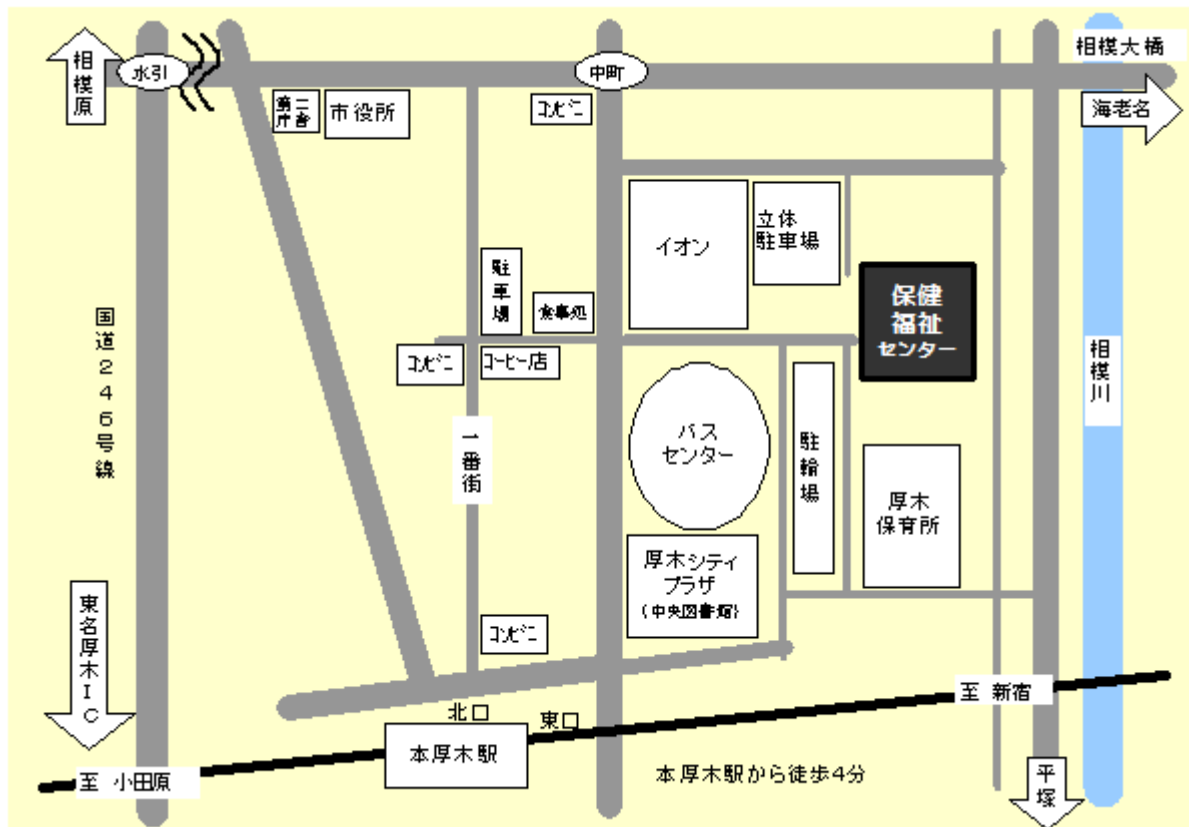 相模大橋
相模原
水引
中町
海老名
第二
庁舎
市役所
コンビニ
イオン
立体
駐車場
駐車場
食事処
保健
福祉
センター
国道246号線
コンビニ
コーヒー店
相模川
一番街
バス
センター
駐輪場
厚木
保育所
厚木シティ
プラザ
(中央図書館)
東名厚木IC
コンビニ
至 新宿
北口
東口
本厚木駅
至 小田原
本厚木駅から徒歩4分
平塚